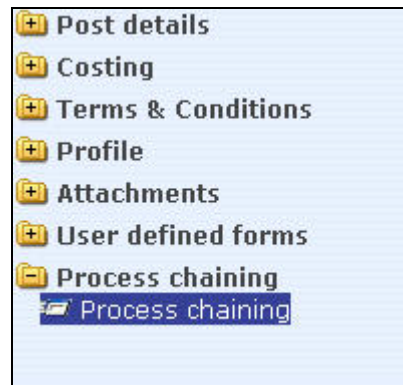 Post details
Costing
Terms & Conditions
Profile
Attachments
User defined forms
Process chaining
Process chaining